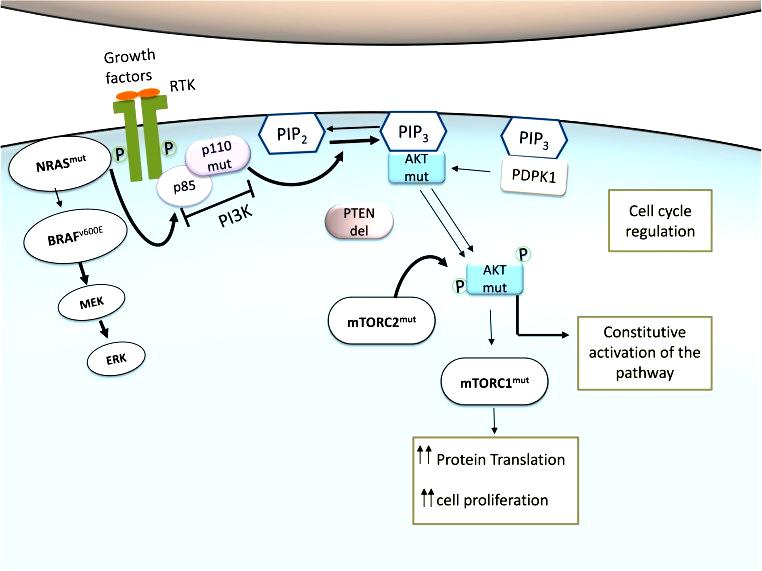 Growth
factors
RTK
P
P
NRASmut
p110
mut
p85
PI3K
BRAFv600E
MEK
ERK
PIP2
PIP3
AKT
mut
PIP3
PDPK1
PTEN
del
Cell cycle
regulation
P
P
AKT
mut
mTORC2mut
Constitutive
activation of the
pathway
mTORC1mut
↑↑ Protein Translation
↑↑ cell proliferation